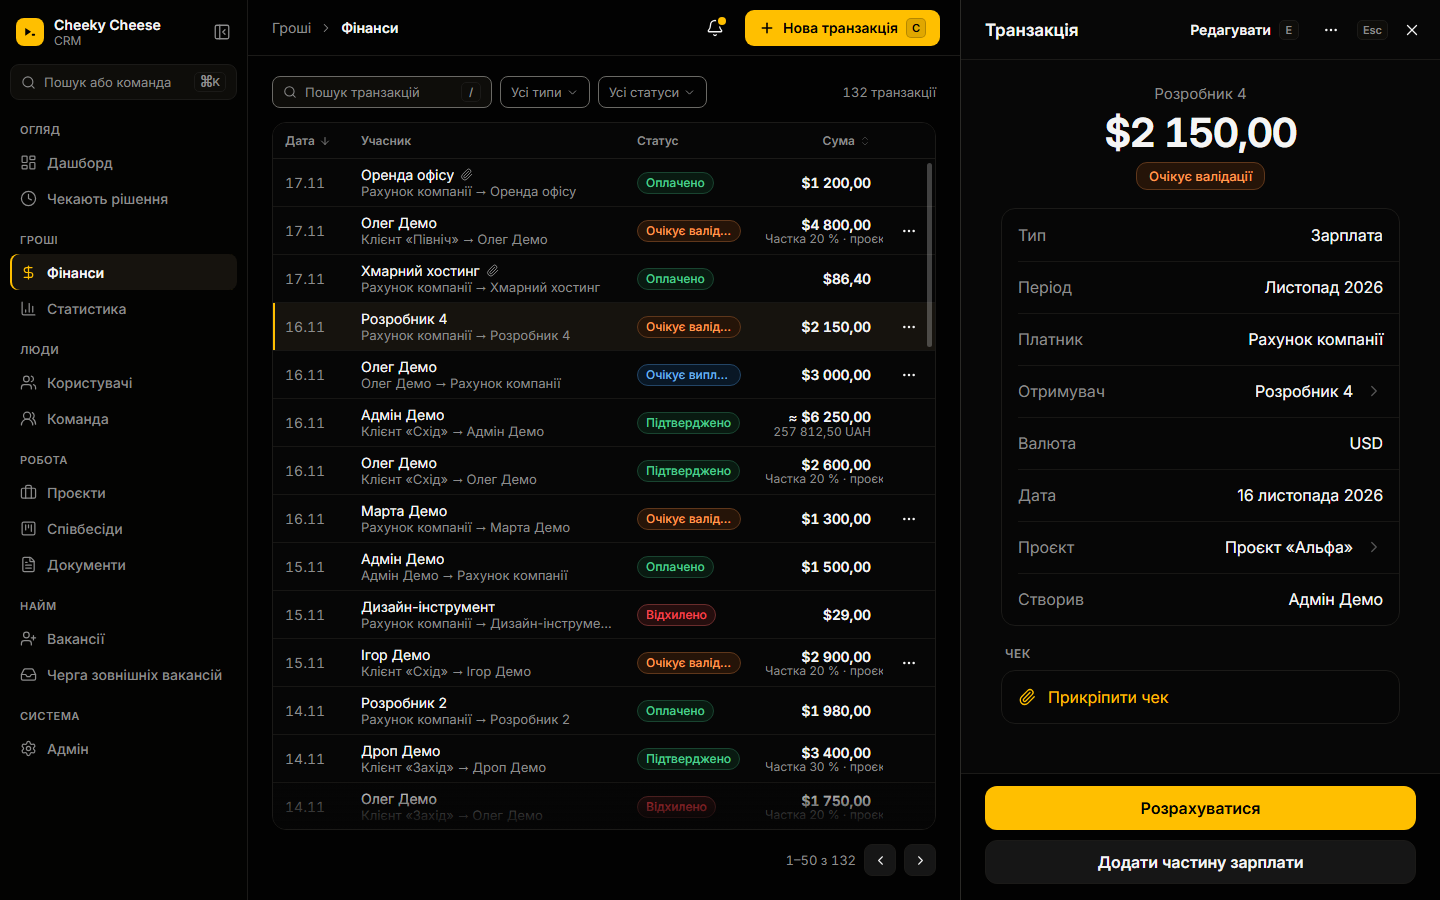 Cheeky Cheese
CRM
Пошук або команда ⌘K
ОГЛЯД
Дашборд
Чекають рішення
ГРОШІ
Фінанси
Статистика
ЛЮДИ
Користувачі
Команда
РОБОТА
Проєкти
Співбесіди
Документи
НАЙМ
Вакансії
Черга зовнішніх вакансій
СИСТЕМА
Адмін
Гроші > Фінанси
+ Нова транзакція C
Пошук транзакцій /
Усі типи
Усі статуси
132 транзакції
Дата ↓ Учасник Статус Сума
17.11 Оренда офісу Оплачено $1 200,00
Рахунок компанії → Оренда офісу
17.11 Олег Демо Очікує валід... $4 800,00 ...
Клієнт «Північ» → Олег Демо Частка 20 % · проєк
17.11 Хмарний хостинг Оплачено $86,40
Рахунок компанії → Хмарний хостинг
16.11 Розробник 4 Очікує валід... $2 150,00 ...
Рахунок компанії → Розробник 4
16.11 Олег Демо Очікує випл... $3 000,00 ...
Олег Демо → Рахунок компанії
16.11 Адмін Демо Підтверджено ≈ $6 250,00
Клієнт «Схід» → Адмін Демо 257 812,50 UAH
16.11 Олег Демо Підтверджено $2 600,00
Клієнт «Схід» → Олег Демо Частка 20 % · проєк
16.11 Марта Демо Очікує валід... $1 300,00 ...
Рахунок компанії → Марта Демо
15.11 Адмін Демо Оплачено $1 500,00
Адмін Демо → Рахунок компанії
15.11 Дизайн-інструмент Відхилено $29,00
Рахунок компанії → Дизайн-інструме...
15.11 Ігор Демо Очікує валід... $2 900,00 ...
Клієнт «Схід» → Ігор Демо Частка 20 % · проєк
14.11 Розробник 2 Оплачено $1 980,00
Рахунок компанії → Розробник 2
14.11 Дроп Демо Підтверджено $3 400,00
Клієнт «Захід» → Дроп Демо Частка 30 % · проєк
14.11 Олег Демо Відхилено $1 750,00
Клієнт «Захід» → Олег Демо Частка 20 % · проєк
1–50 з 132
Транзакція Редагувати E ... Esc
Розробник 4
$2 150,00
Очікує валідації
Тип Зарплата
Період Листопад 2026
Платник Рахунок компанії
Отримувач Розробник 4
Валюта USD
Дата 16 листопада 2026
Проєкт Проєкт «Альфа»
Створив Адмін Демо
ЧЕК
Прикріпити чек
Розрахуватися
Додати частину зарплати